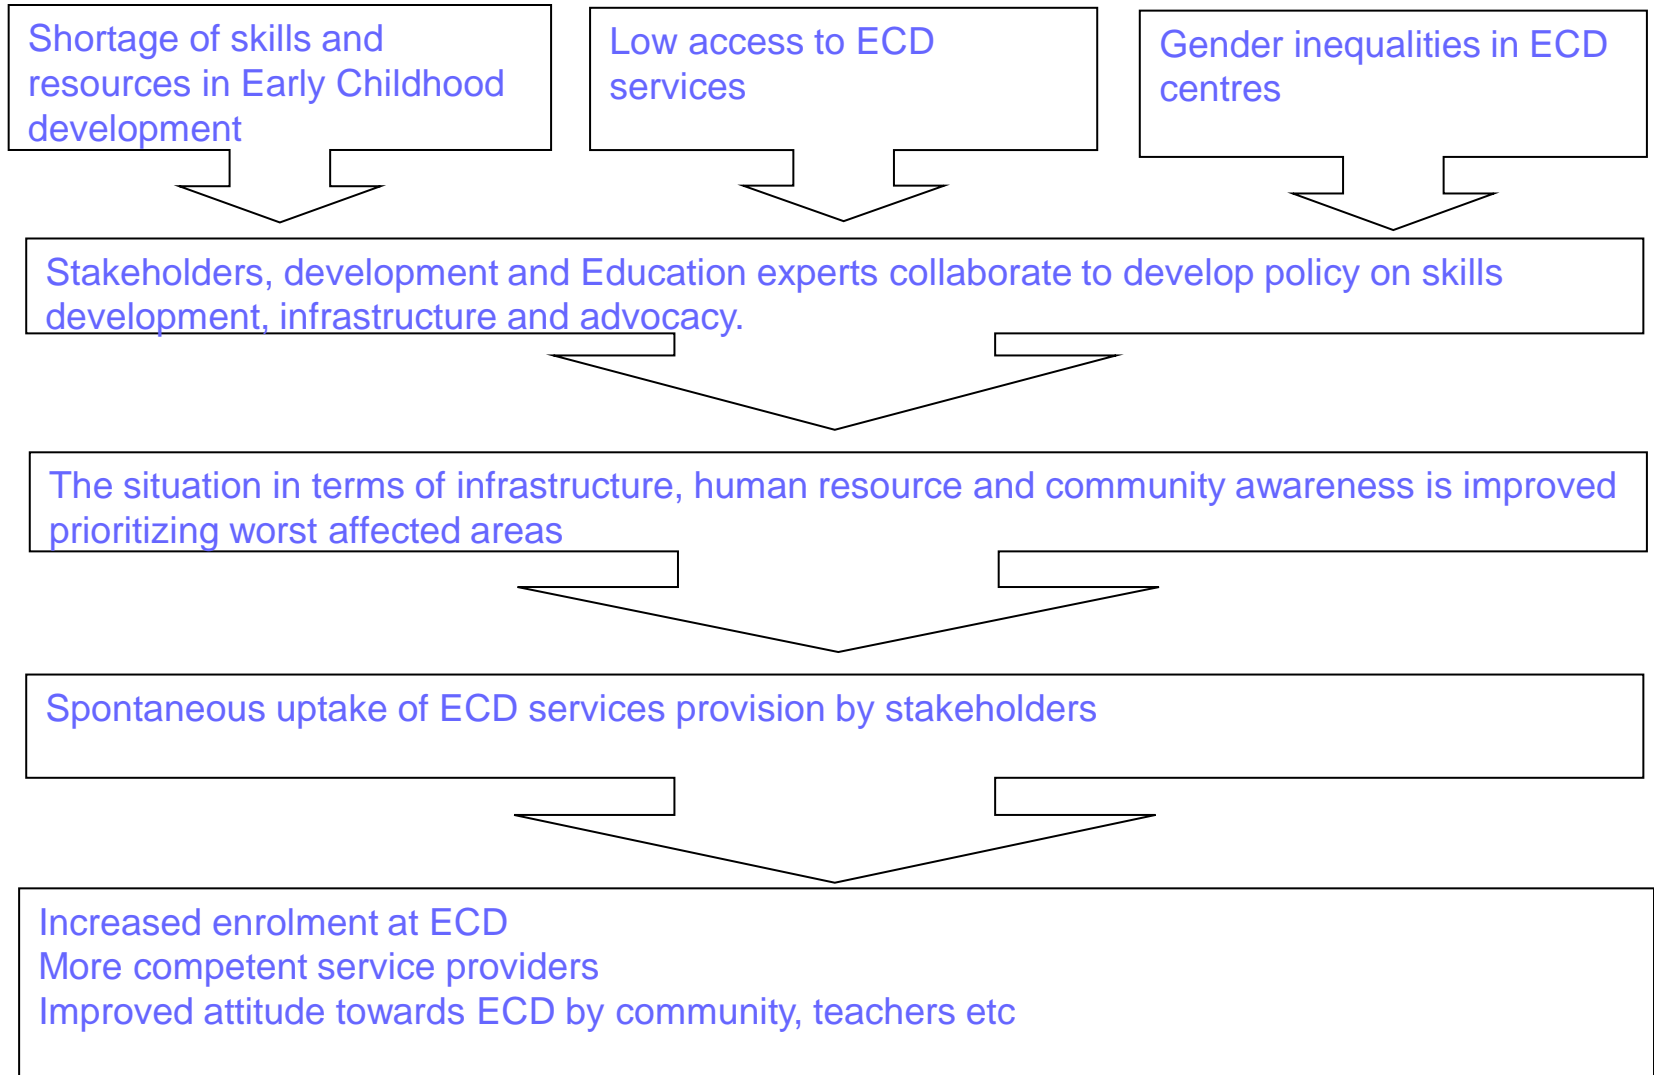 Shortage of skills and
resources in Early Childhood
development
Low access to ECD
services
Gender inequalities in ECD
centres
Stakeholders, development and Education experts collaborate to develop policy on skills
development, infrastructure and advocacy.
The situation in terms of infrastructure, human resource and community awareness is improved
prioritizing worst affected areas
Spontaneous uptake of ECD services provision by stakeholders
Increased enrolment at ECD
More competent service providers
Improved attitude towards ECD by community, teachers etc